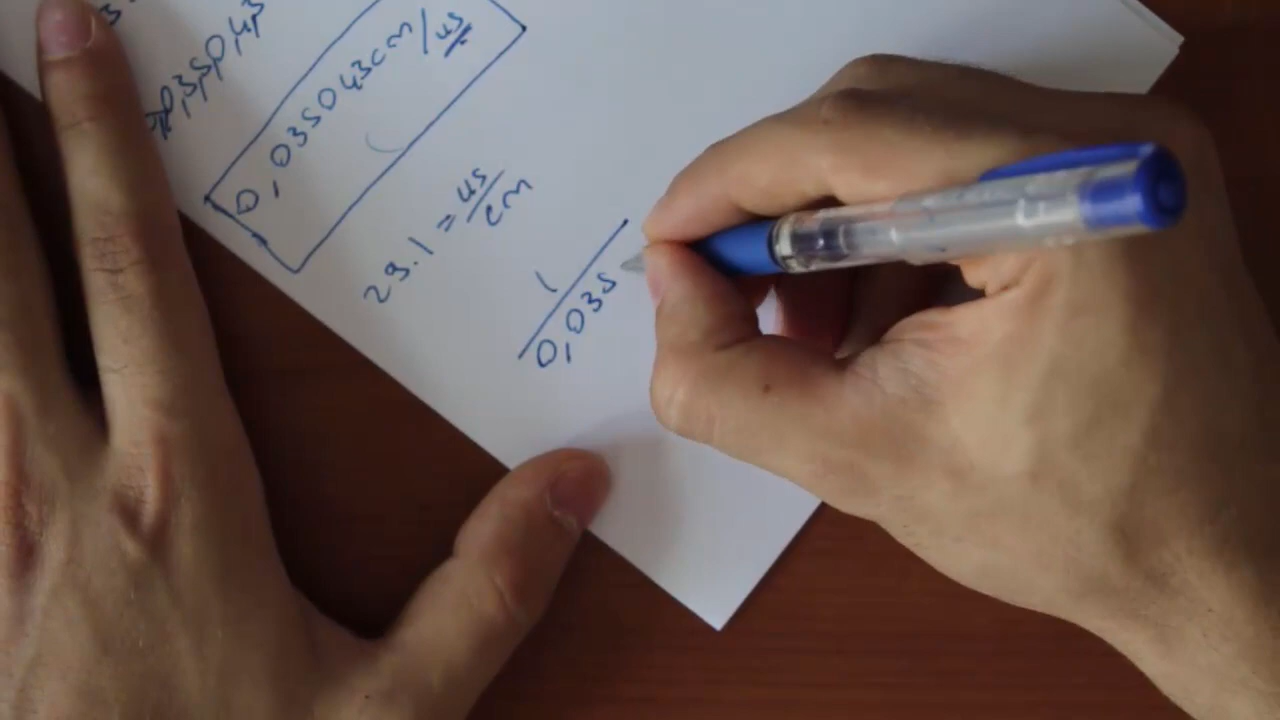 0,035043cm/us
29.1 = us/cm
1
0,035